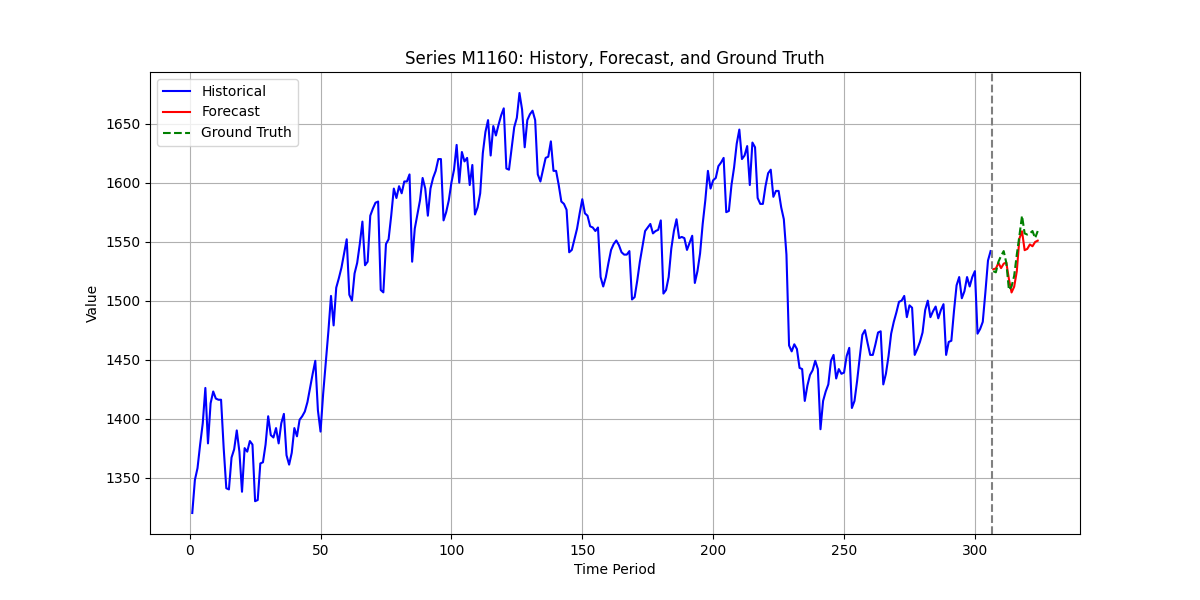 Series M1160: History, Forecast, and Ground Truth
Historical
Forecast
Ground Truth
Value
1650
1600
1550
1500
1450
1400
1350
0 50 100 150 200 250 300
Time Period